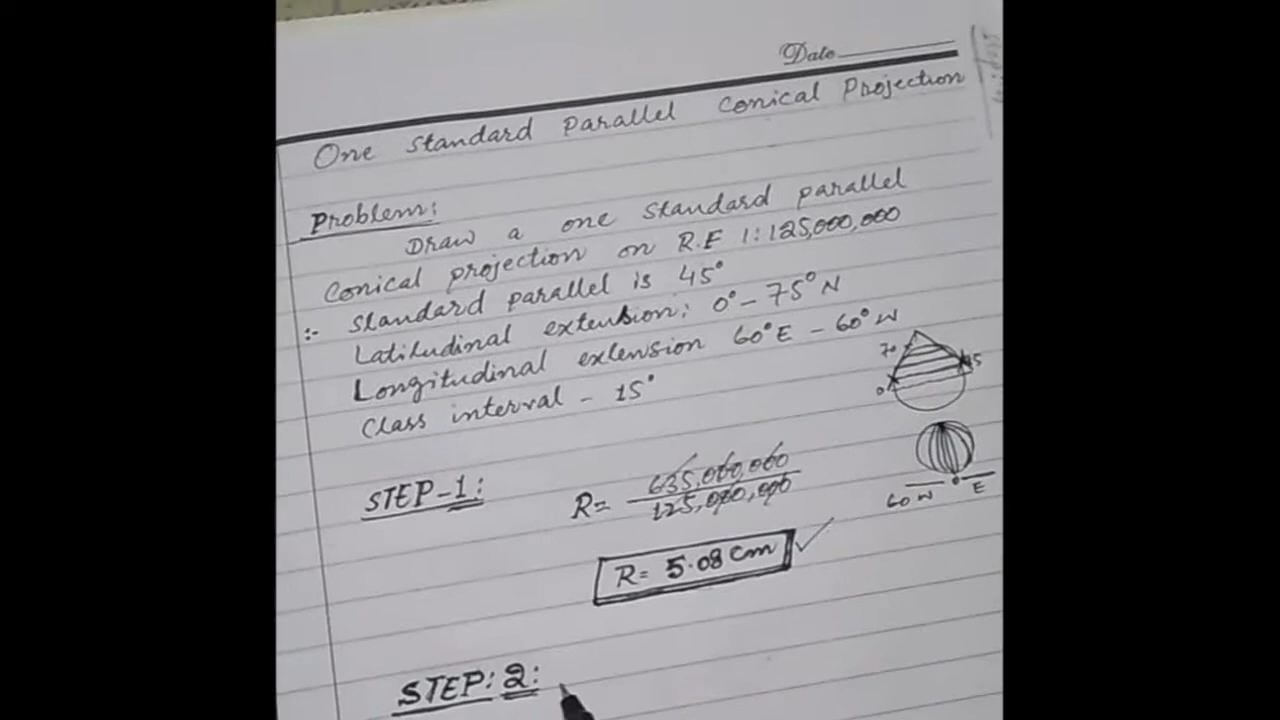 Date
One Standard Parallel Conical Projection
Problem:
Draw a one standard parallel
Conical projection on R.F 1:125,000,000
:- Standard parallel is 45°
Latitudinal extension: 0° - 75° N
Longitudinal extension 60° E - 60° W
Class interval - 15°
70
45
0
STEP-1: R= 635,000,000
125,000,000
60 W 0 E
R= 5.08 Cm
STEP: 2: